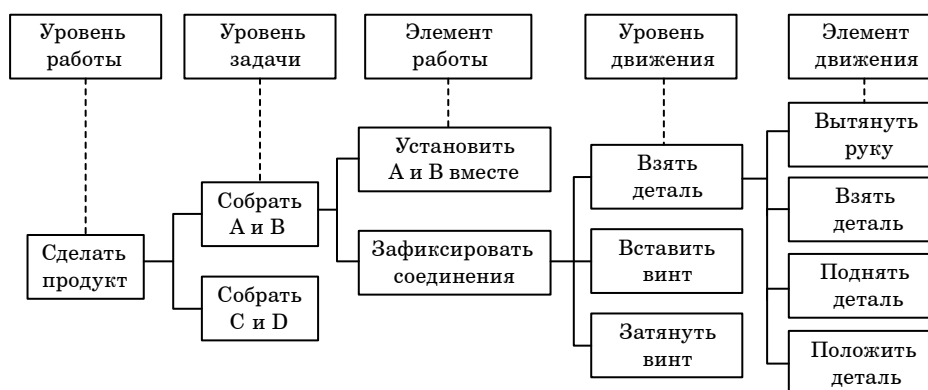 Уровень
работы
Уровень
задачи
Элемент
работы
Уровень
движения
Элемент
движения
Сделать
продукт
Собрать
A и B
Собрать
C и D
Установить
A и B вместе
Зафиксировать
соединения
Взять
деталь
Вставить
винт
Затянуть
винт
Вытянуть
руку
Взять
деталь
Поднять
деталь
Положить
деталь